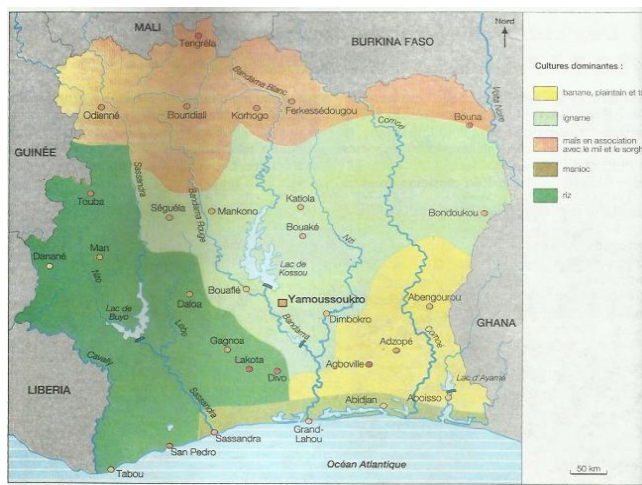 MALI
BURKINA FASO
Nord
Tengréla
Bandama Blanc
Volta Noire
Odienné
Boundiali
Korhogo
Ferkessédougou
Comoé
Bouna
GUINÉE
Sassandra
Bandama Rouge
Touba
Séguéla
Mankono
Katiola
Bondoukou
Bouaké
Nzi
Danané
Man
Nzo
Lac de
Kossou
Bouaflé
Yamoussoukro
Lac de
Buyo
Daloa
Lobo
Bandama
Dimbokro
Abengourou
GHANA
Gagnoa
Adzopé
Comoé
Cavally
Lakota
Divo
Agboville
Lac d'Ayamé
LIBERIA
Sassandra
Abidjan
Aboisso
Sassandra
Grand-
Lahou
San Pedro
Tabou
Océan Atlantique
50 km
Cultures dominantes :
banane, plaintain et
igname
maïs en association
avec le mil et le
manioc
riz